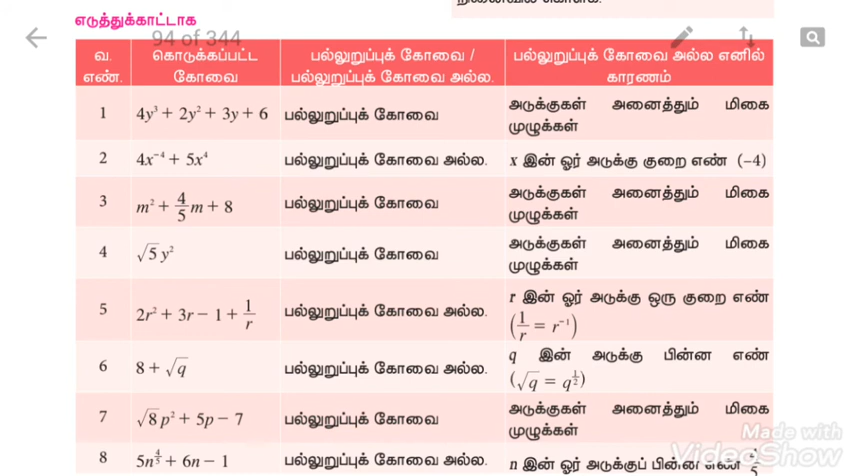 நினைவில் கொள்க.
எடுத்துக்காட்டாக
94 of 344
வ. எண். கொடுக்கப்பட்ட கோவை பல்லுறுப்புக் கோவை / பல்லுறுப்புக் கோவை அல்ல. பல்லுறுப்புக் கோவை அல்ல எனில் காரணம்
1 4y³ + 2y² + 3y + 6 பல்லுறுப்புக் கோவை அடுக்குகள் அனைத்தும் மிகை
முழுக்கள்
2 4x⁻⁴ + 5x⁴ பல்லுறுப்புக் கோவை அல்ல. x இன் ஓர் அடுக்கு குறை எண் (−4)
3 m² + 4/5 m + 8 பல்லுறுப்புக் கோவை அடுக்குகள் அனைத்தும் மிகை
முழுக்கள்
4 √5 y² பல்லுறுப்புக் கோவை அடுக்குகள் அனைத்தும் மிகை
முழுக்கள்
5 2r² + 3r − 1 + 1/r பல்லுறுப்புக் கோவை அல்ல. r இன் ஓர் அடுக்கு ஒரு குறை எண்
(1/r = r⁻¹)
6 8 + √q பல்லுறுப்புக் கோவை அல்ல. q இன் அடுக்கு பின்ன எண்
(√q = q^(1/2))
7 √8 p² + 5p − 7 பல்லுறுப்புக் கோவை அடுக்குகள் அனைத்தும் மிகை
முழுக்கள்
8 5n^(4/5) + 6n − 1 பல்லுறுப்புக் கோவை அல்ல. n இன் ஓர் அடுக்குப் பின்ன எண்
Made with
VideoShow